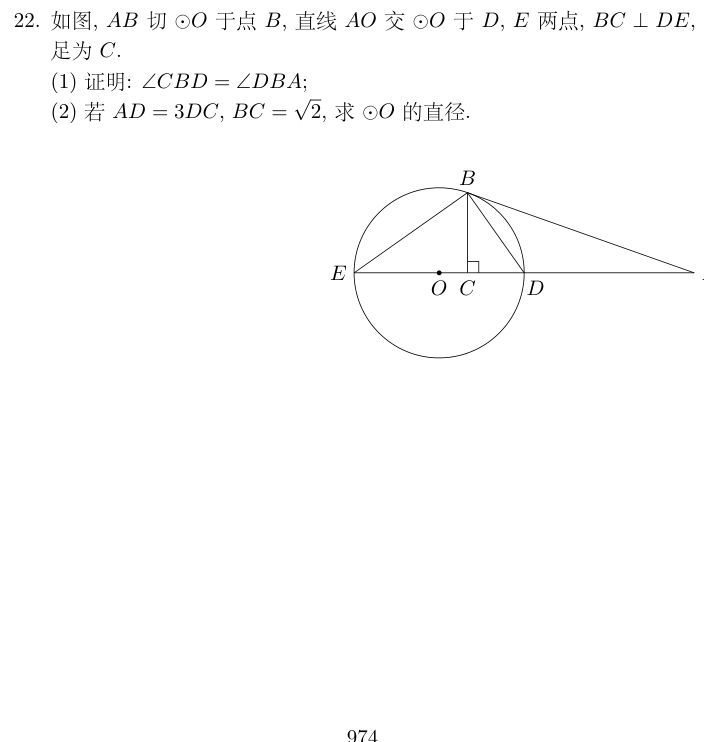 22. 如图, AB 切 ⊙O 于点 B, 直线 AO 交 ⊙O 于 D, E 两点, BC ⊥ DE,
足为 C.
(1) 证明: ∠CBD = ∠DBA;
(2) 若 AD = 3DC, BC = √2, 求 ⊙O 的直径.
B
E
O C D
974